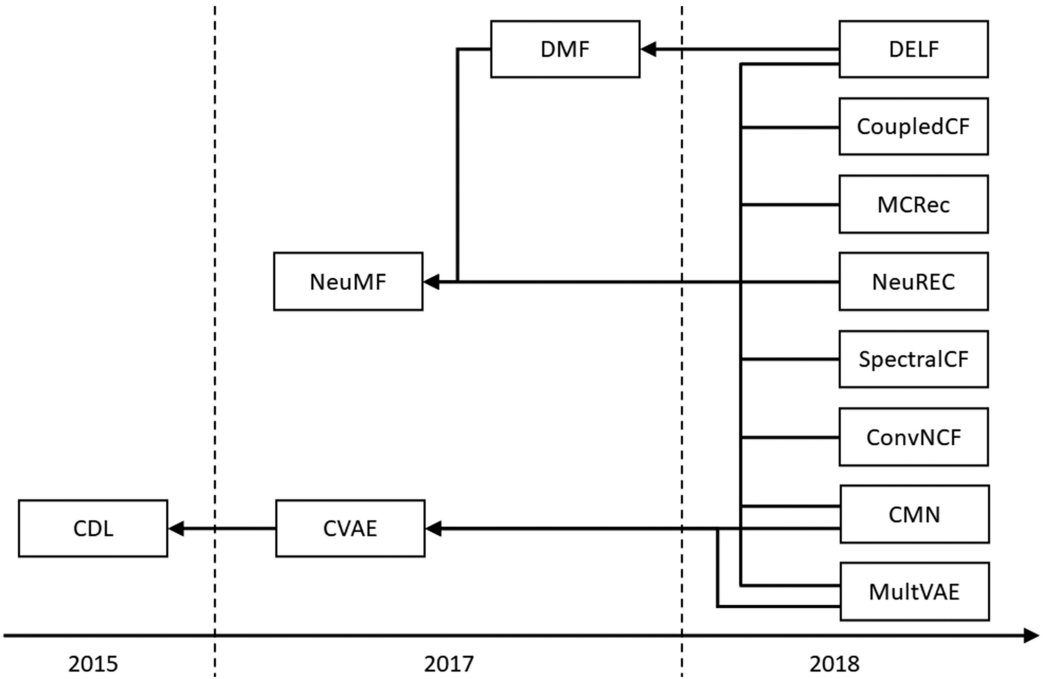 DMF
DELF
CoupledCF
MCRec
NeuMF
NeuREC
SpectralCF
ConvNCF
CDL
CVAE
CMN
MultVAE
2015
2017
2018